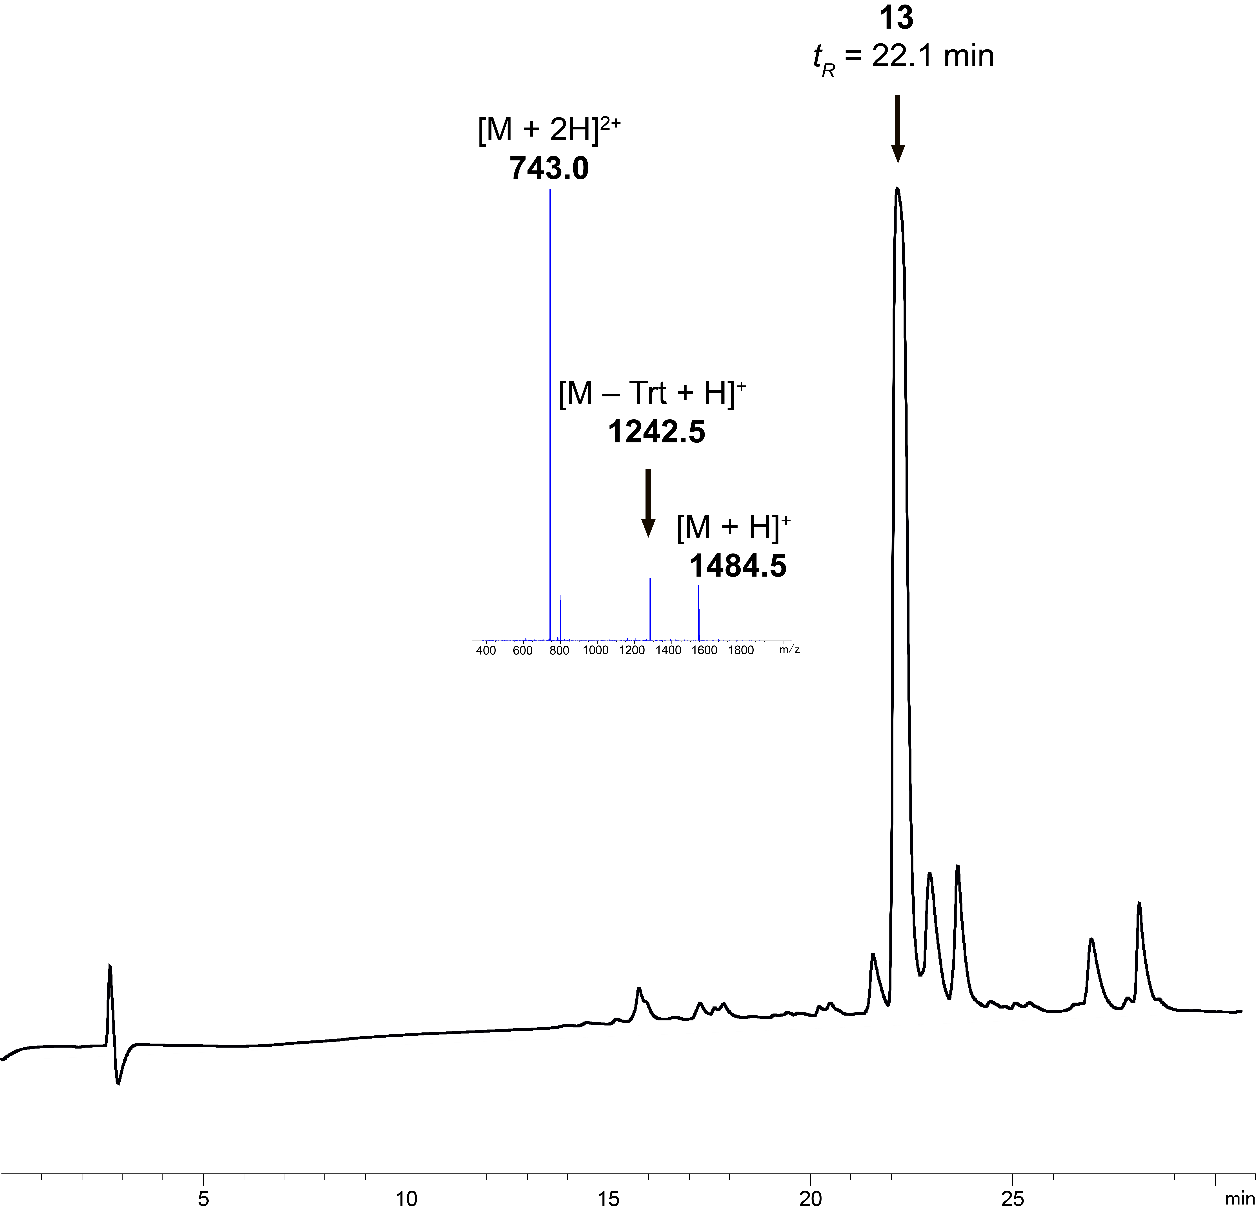 13
tR = 22.1 min
[M + 2H]2+
743.0
[M – Trt + H]+
1242.5
[M + H]+
1484.5
400 600 800 1000 1200 1400 1600 1800 m/z
5 10 15 20 25 min